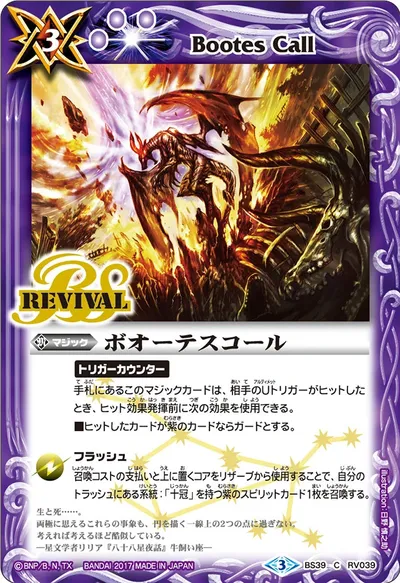 3
Bootes Call
BS
REVIVAL
マジック
ボオーテスコール
トリガーカウンター
手札にあるこのマジックカードは、相手のUトリガーがヒットした
とき、ヒット効果発揮前に次の効果を使用できる。
■ヒットしたカードが紫のカードならガードとする。
フラッシュ
召喚コストの支払いと上に置くコアをリザーブから使用することで、自分の
トラッシュにある系統:「十冠」を持つ紫のスピリットカード1枚を召喚する。
生と死……。
両極に思えるこれらの事象も、円を描く一線上の2つの点に過ぎない。
考えれば考えるほど酷似している。
―星文学者リリア『八十八星夜話』牛飼い座―
illustration:日野慎之助
©BNP/B, N, TX BANDAI 2017 MADE IN JAPAN
3 BS39 C RV039